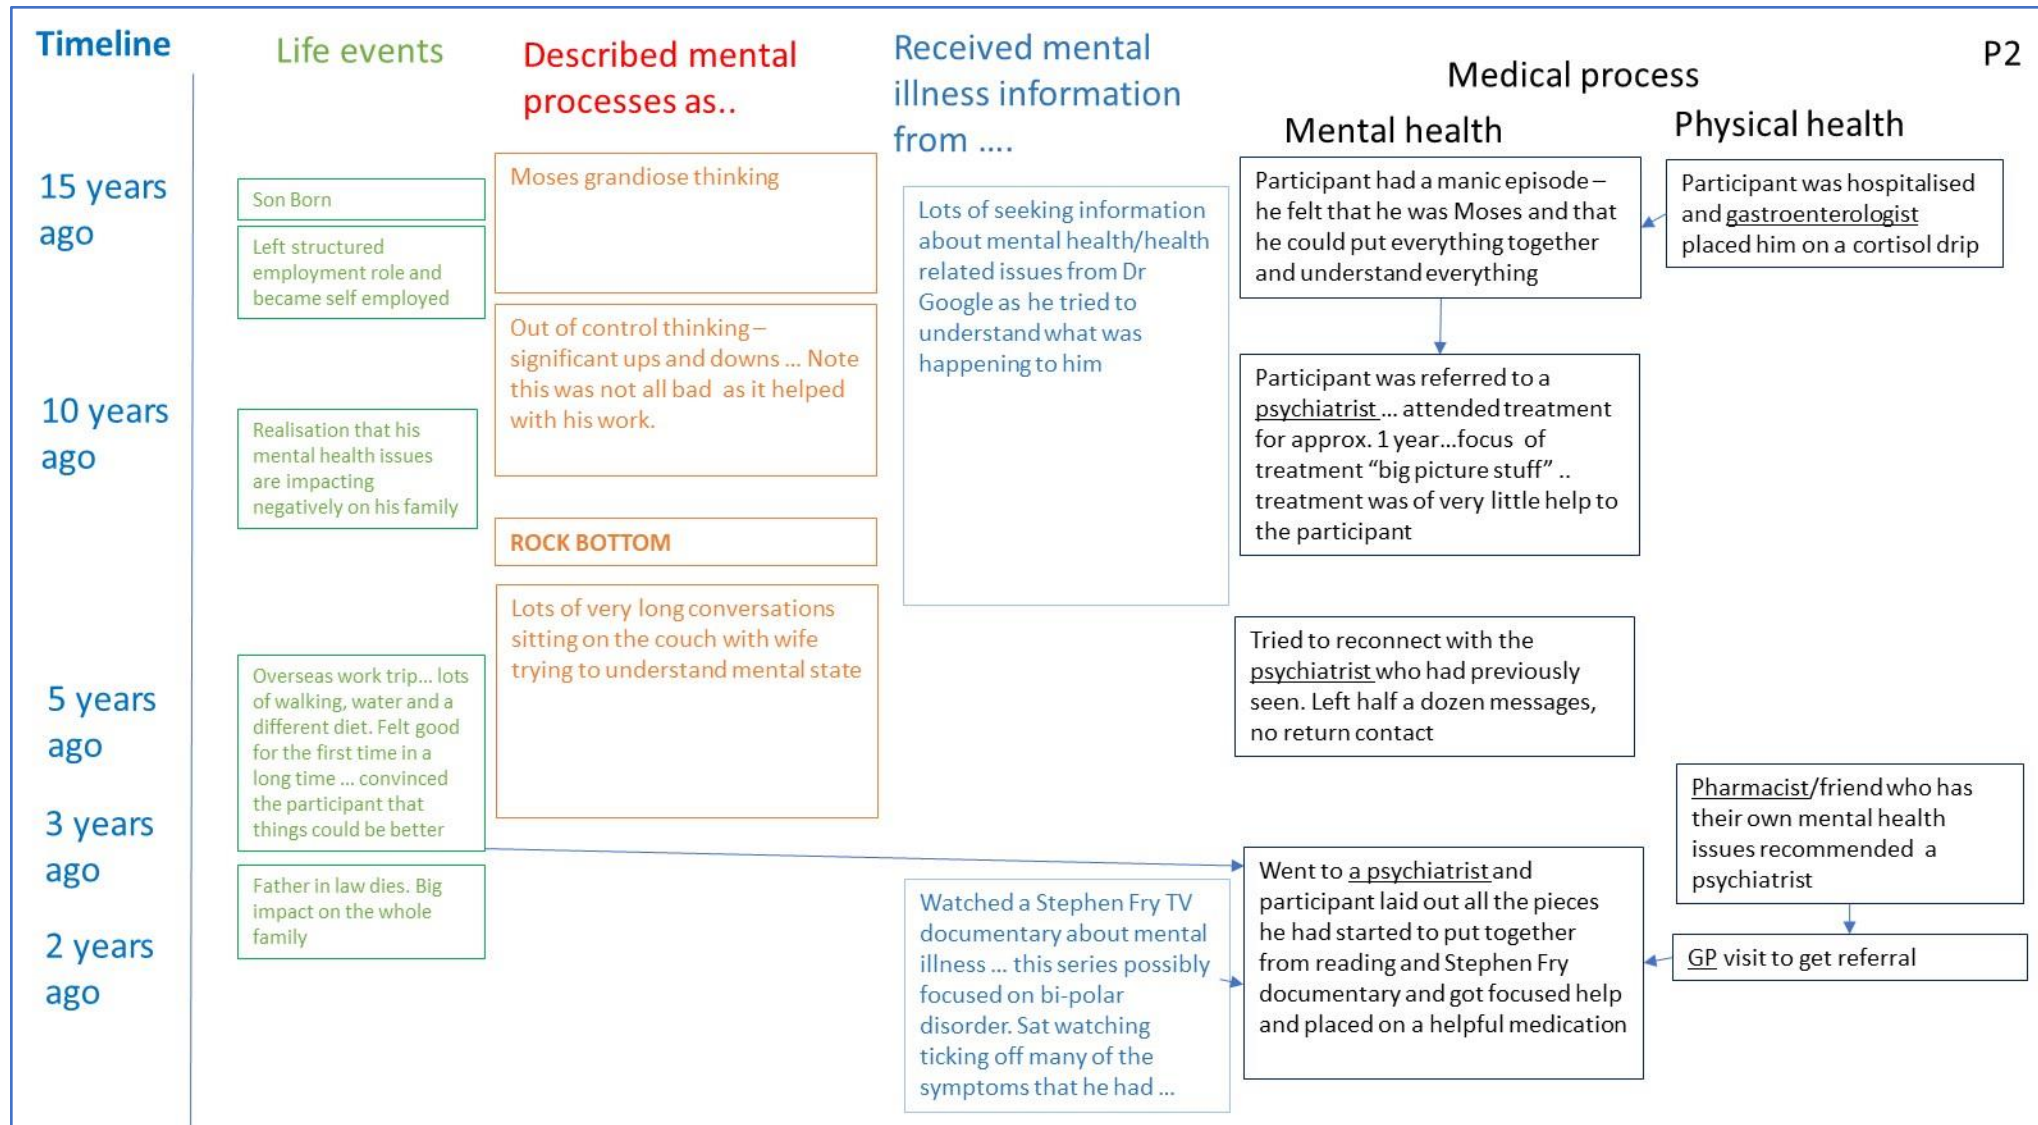 Timeline
Life events
Described mental
processes as..
Received mental
illness information
from ....
Medical process
P2
Mental health
Physical health
15 years
ago
10 years
ago
5 years
ago
3 years
ago
2 years
ago
Son Born
Left structured
employment role and
became self employed
Realisation that his
mental health issues
are impacting
negatively on his family
Overseas work trip... lots
of walking, water and a
different diet. Felt good
for the first time in a
long time ... convinced
the participant that
things could be better
Father in law dies. Big
impact on the whole
family
Moses grandiose thinking
Out of control thinking –
significant ups and downs ... Note
this was not all bad as it helped
with his work.
ROCK BOTTOM
Lots of very long conversations
sitting on the couch with wife
trying to understand mental state
Lots of seeking information
about mental health/health
related issues from Dr
Google as he tried to
understand what was
happening to him
Watched a Stephen Fry TV
documentary about mental
illness ... this series possibly
focused on bi-polar
disorder. Sat watching
ticking off many of the
symptoms that he had ...
Participant had a manic episode –
he felt that he was Moses and that
he could put everything together
and understand everything
Participant was referred to a
psychiatrist ... attended treatment
for approx. 1 year...focus of
treatment “big picture stuff” ..
treatment was of very little help to
the participant
Tried to reconnect with the
psychiatrist who had previously
seen. Left half a dozen messages,
no return contact
Went to a psychiatrist and
participant laid out all the pieces
he had started to put together
from reading and Stephen Fry
documentary and got focused help
and placed on a helpful medication
Participant was hospitalised
and gastroenterologist
placed him on a cortisol drip
Pharmacist/friend who has
their own mental health
issues recommended a
psychiatrist
GP visit to get referral